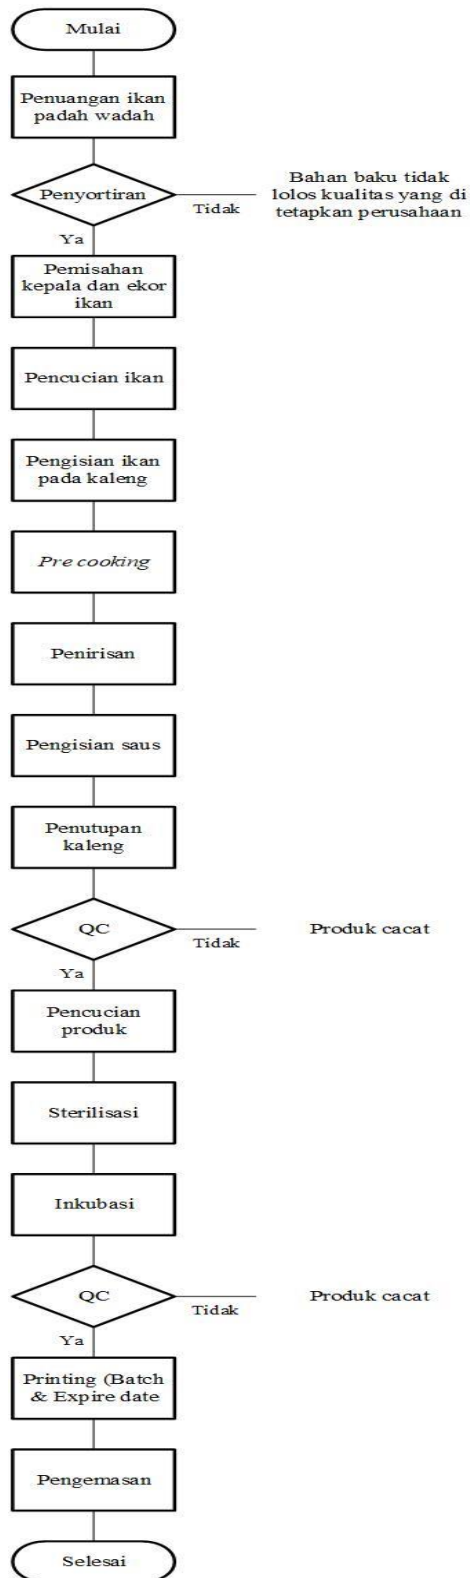 Mulai
Penuangan ikan
padah wadah
Penyortiran
Tidak
Bahan baku tidak
lolos kualitas yang di
tetapkan perusahaan
Ya
Pemisahan
kepala dan ekor
ikan
Pencucian ikan
Pengisian ikan
pada kaleng
Pre cooking
Penirisan
Pengisian saus
Penutupan
kaleng
QC
Tidak
Produk cacat
Ya
Pencucian
produk
Sterilisasi
Inkubasi
QC
Tidak
Produk cacat
Ya
Printing (Batch
& Expire date
Pengemasan
Selesai